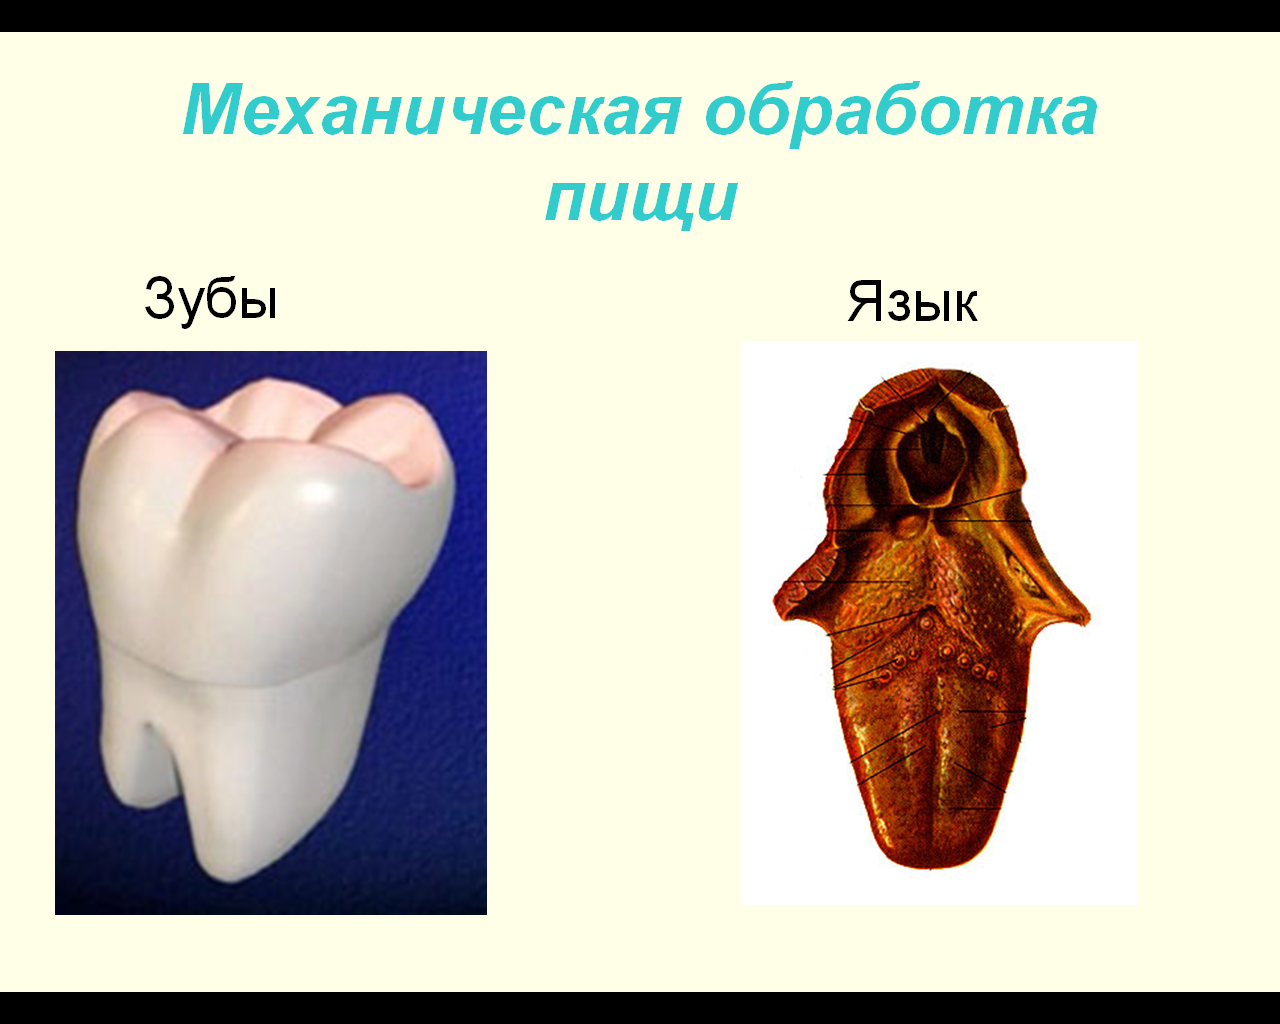 Механическая обработка
пищи
Зубы
Язык